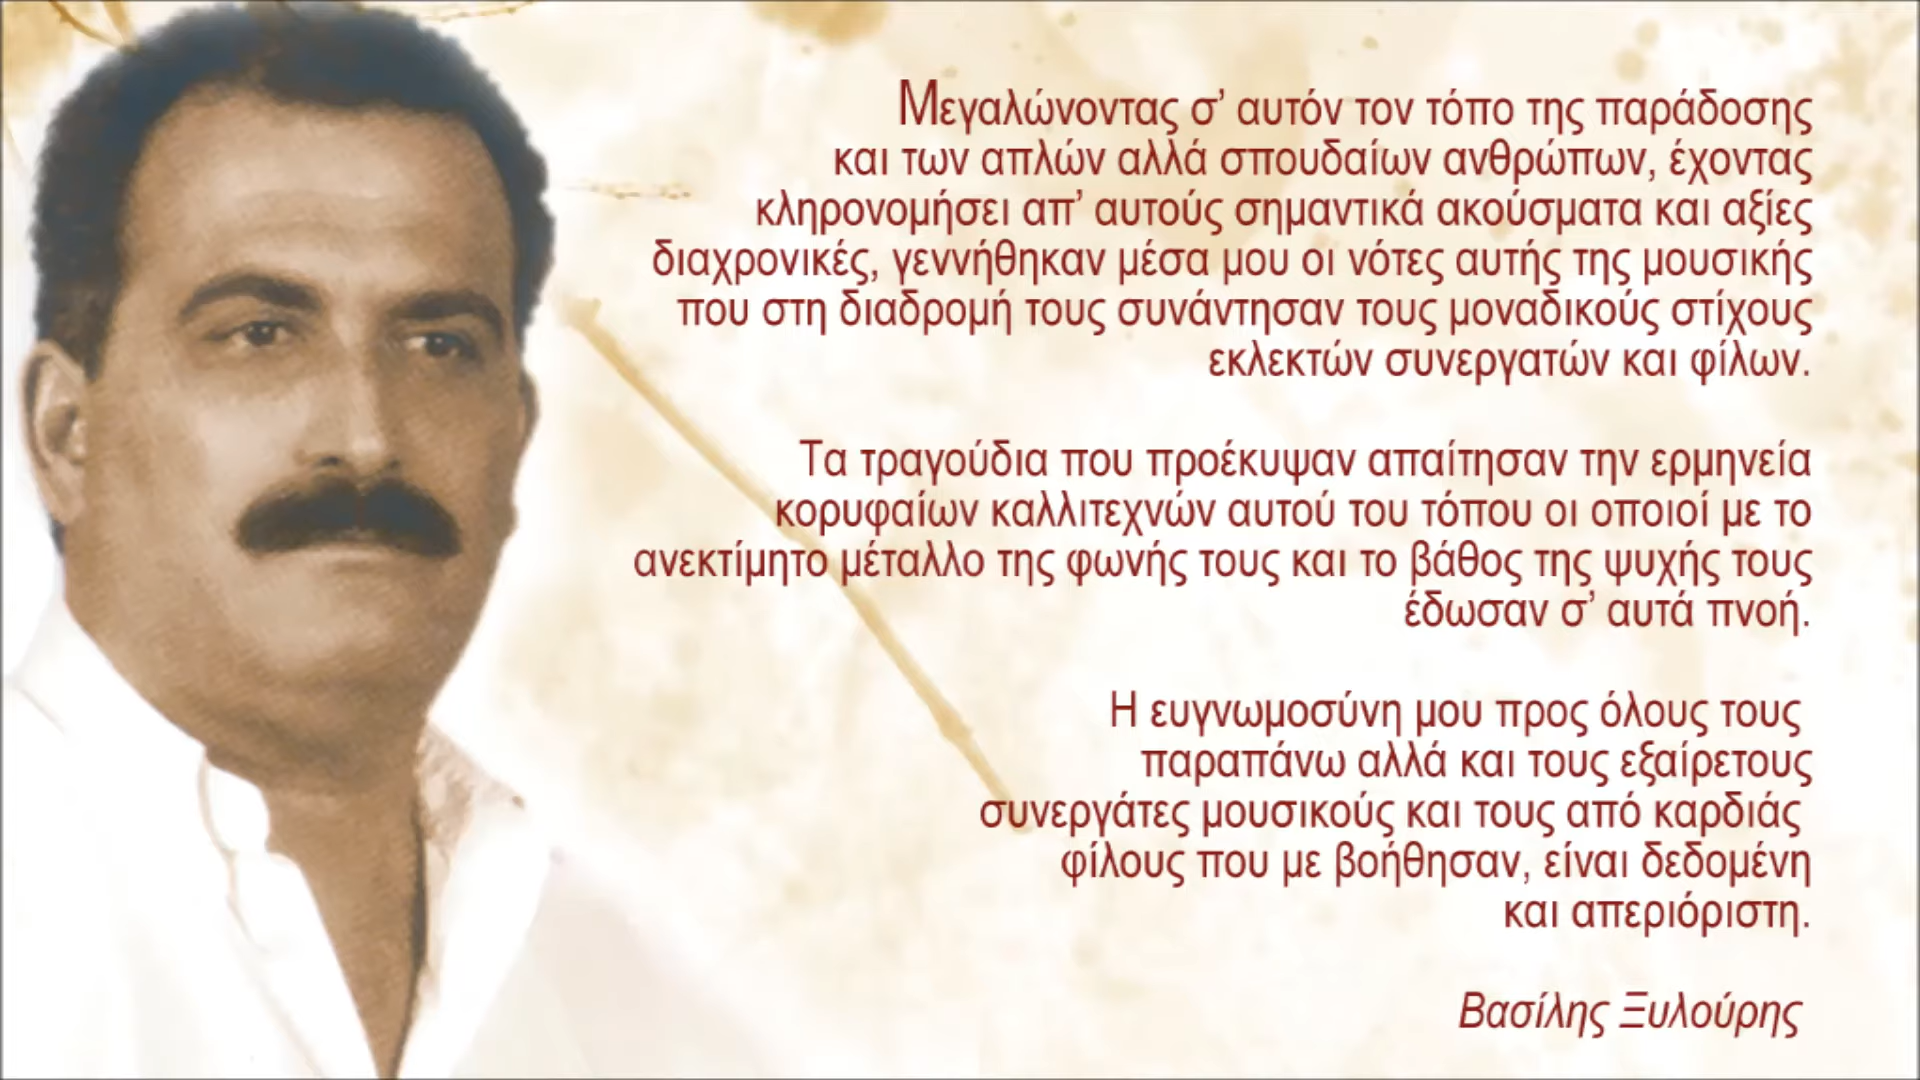 Μεγαλώνοντας σ’ αυτόν τον τόπο της παράδοσης
και των απλών αλλά σπουδαίων ανθρώπων, έχοντας
κληρονομήσει απ’ αυτούς σημαντικά ακούσματα και αξίες
διαχρονικές, γεννήθηκαν μέσα μου οι νότες αυτής της μουσικής
που στη διαδρομή τους συνάντησαν τους μοναδικούς στίχους
εκλεκτών συνεργατών και φίλων.
Τα τραγούδια που προέκυψαν απαίτησαν την ερμηνεία
κορυφαίων καλλιτεχνών αυτού του τόπου οι οποιοί με το
ανεκτίμητο μέταλλο της φωνής τους και το βάθος της ψυχής τους
έδωσαν σ’ αυτά πνοή.
Η ευγνωμοσύνη μου προς όλους τους
παραπάνω αλλά και τους εξαίρετους
συνεργάτες μουσικούς και τους από καρδιάς
φίλους που με βοήθησαν, είναι δεδομένη
και απεριόριστη.
Βασίλης Ξυλούρης